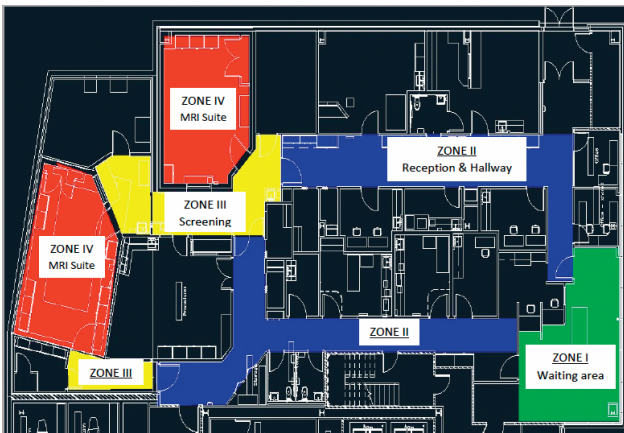 ZONE IV
MRI Suite
ZONE II
Reception & Hallway
ZONE III
Screening
ZONE IV
MRI Suite
ZONE II
ZONE I
Waiting area
ZONE III